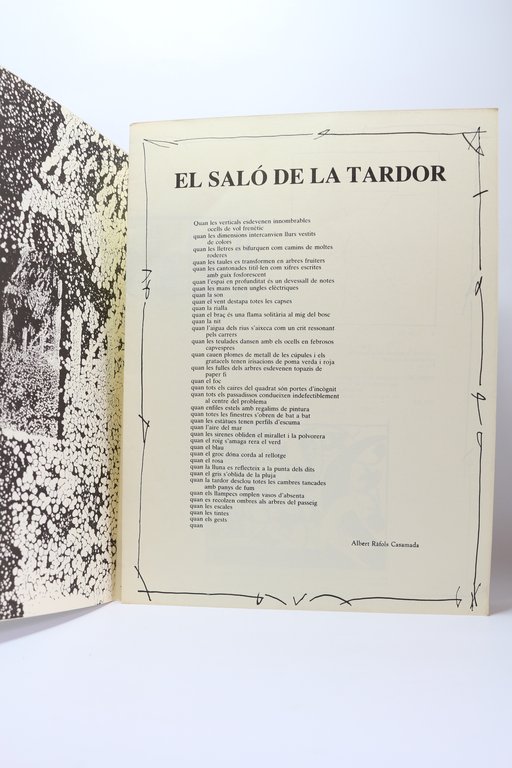 EL SALÓ DE LA TARDOR
Quan les verticals esdevenen innombrables
ocells de vol frenètic
quan les dimensions intercanvien llurs vestits
de colors
quan les lletres es bifurquen com camins de moltes
roderes
quan les taules es transformen en arbres fruiters
quan les cantonades titil·len com xifres escrites
amb guix fosforescent
quan l'espai en profunditat és un devessall de notes
quan les mans tenen ungles elèctriques
quan la son
quan el vent destapa totes les capses
quan la rialla
quan el braç és una flama solitària al mig del bosc
quan la nit
quan l'aigua dels rius s'aixeca com un crit ressonant
pels carrers
quan les teulades dansen amb els ocells en febrosos
capvespres
quan cauen plomes de metall de les cúpules i els
gratacels tenen irisacions de poma verda i roja
quan les fulles dels arbres esdevenen topazis de
paper fi
quan el foc
quan tots els caires del quadrat són portes d'incògnit
quan tots els passadissos condueixen indefectiblement
al centre del problema
quan enfiles estels amb regalims de pintura
quan totes les finestres s'obren de bat a bat
quan les estàtues tenen perfils d'escuma
quan l'aire del mar
quan les sirenes obliden el mirallet i la polvorera
quan el roig s'amaga rera el verd
quan el blau
quan el groc dóna corda al rellotge
quan el rosa
quan la lluna es reflecteix a la punta dels dits
quan el gris s'oblida de la pluja
quan la tardor desclou totes les cambres tancades
amb panys de fum
quan els llampecs omplen vasos d'absenta
quan es recolzen ombres als arbres del passeig
quan les escales
quan les tintes
quan els gests
quan
Albert Ràfols Casamada